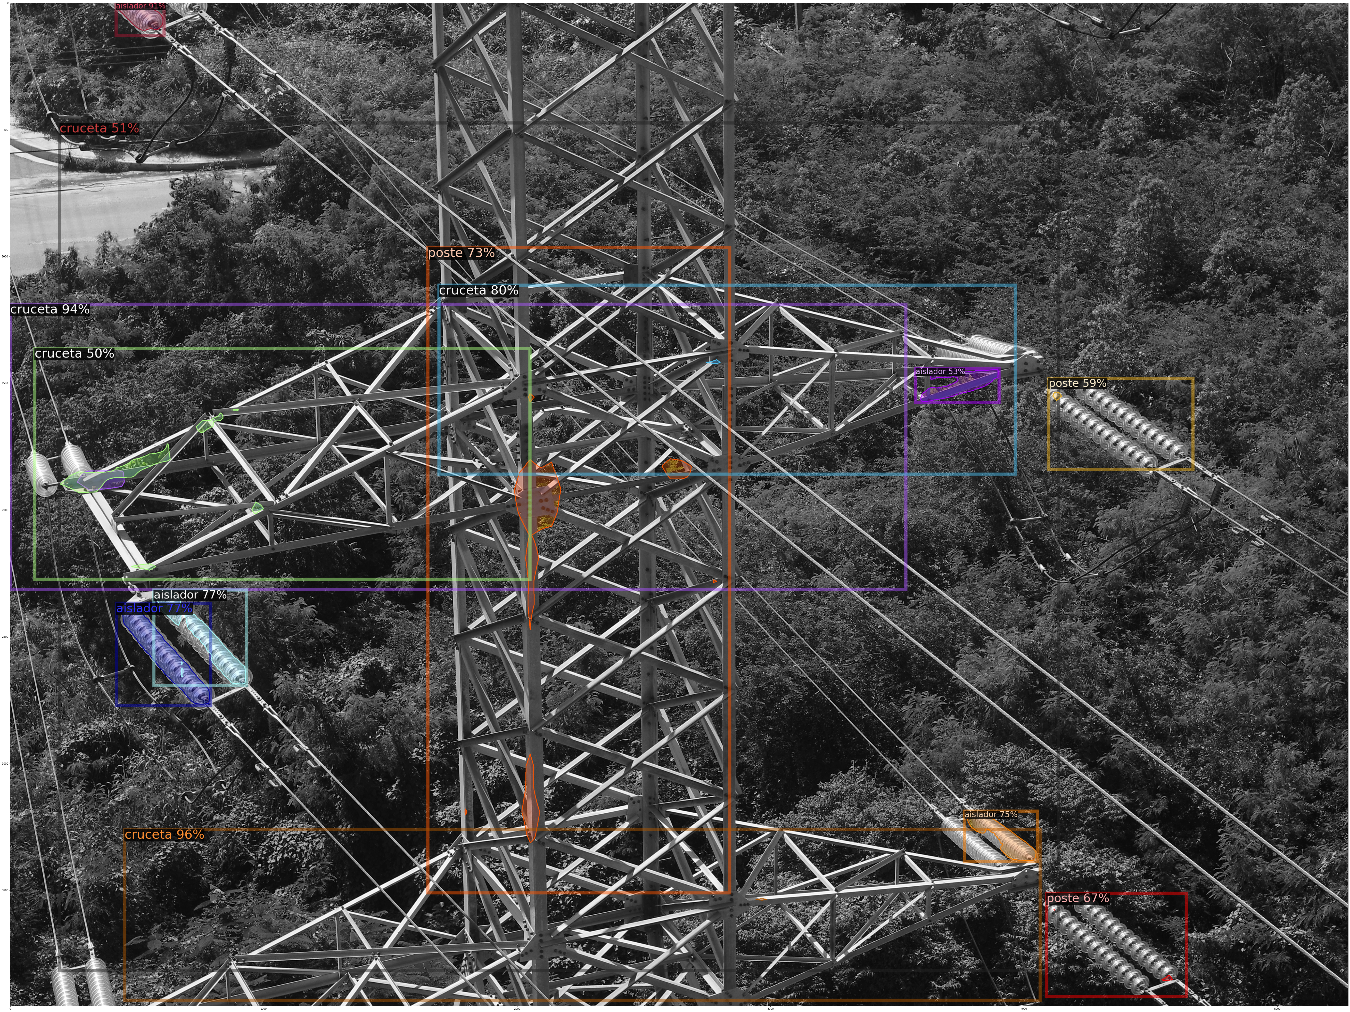 aislador 91%
cruceta 51%
poste 73%
cruceta 80%
cruceta 94%
cruceta 50%
aislador 53%
poste 59%
aislador 77%
aislador 77%
aislador 75%
cruceta 96%
poste 67%